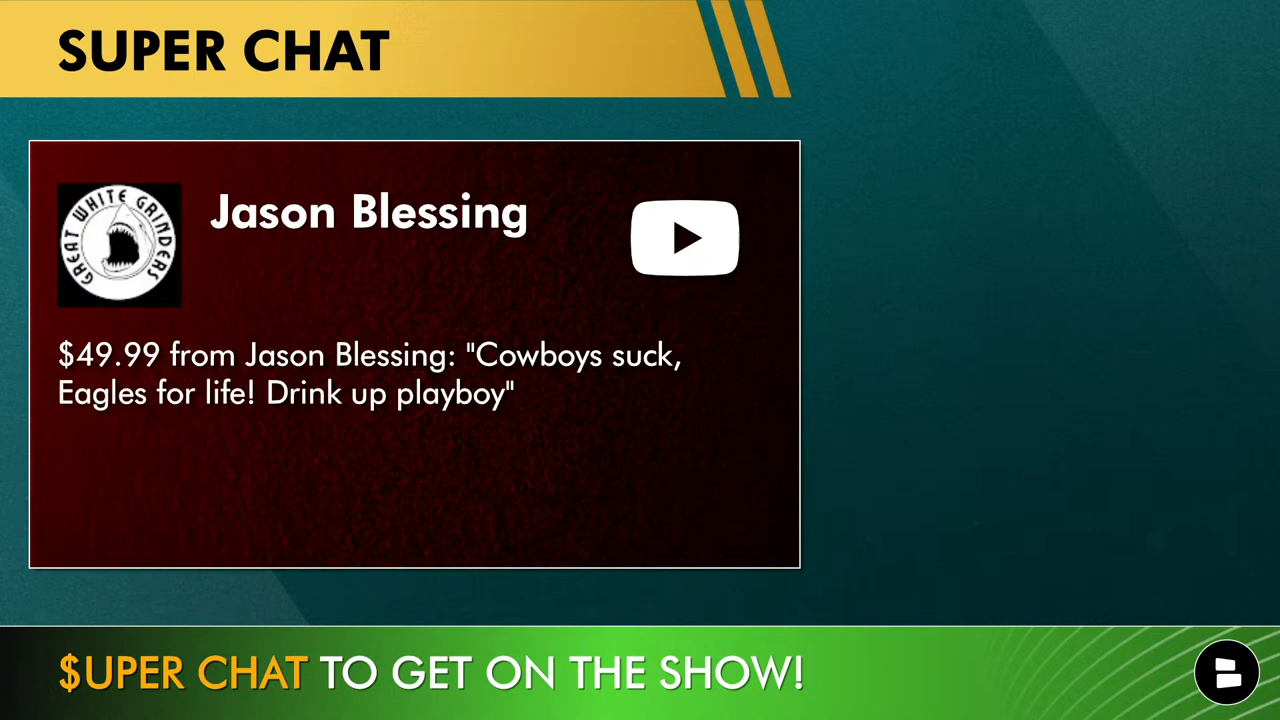 SUPER CHAT
GREAT WHITE GRINDERS
Jason Blessing
$49.99 from Jason Blessing: "Cowboys suck,
Eagles for life! Drink up playboy"
$UPER CHAT TO GET ON THE SHOW!